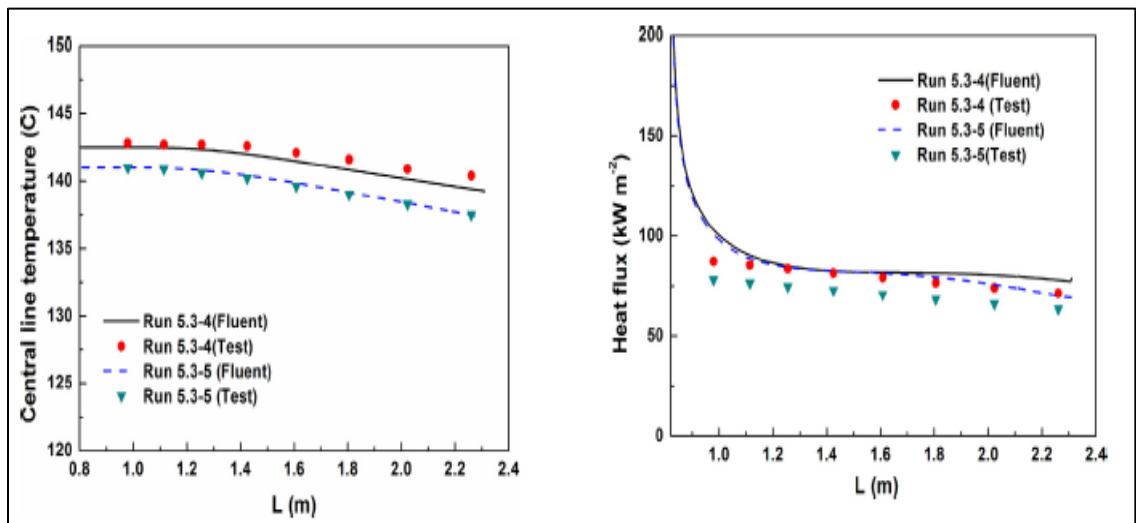 150
145
140
135
130
125
120
Central line temperature (C)
Run 5.3-4(Fluent)
Run 5.3-4(Test)
Run 5.3-5 (Fluent)
Run 5.3-5 (Test)
0.8 1.0 1.2 1.4 1.6 1.8 2.0 2.2 2.4
L (m)
200
150
100
50
0
Heat flux (kW m⁻²)
Run 5.3-4(Fluent)
Run 5.3-4 (Test)
Run 5.3-5 (Fluent)
Run 5.3-5(Test)
1.0 1.2 1.4 1.6 1.8 2.0 2.2 2.4
L (m)